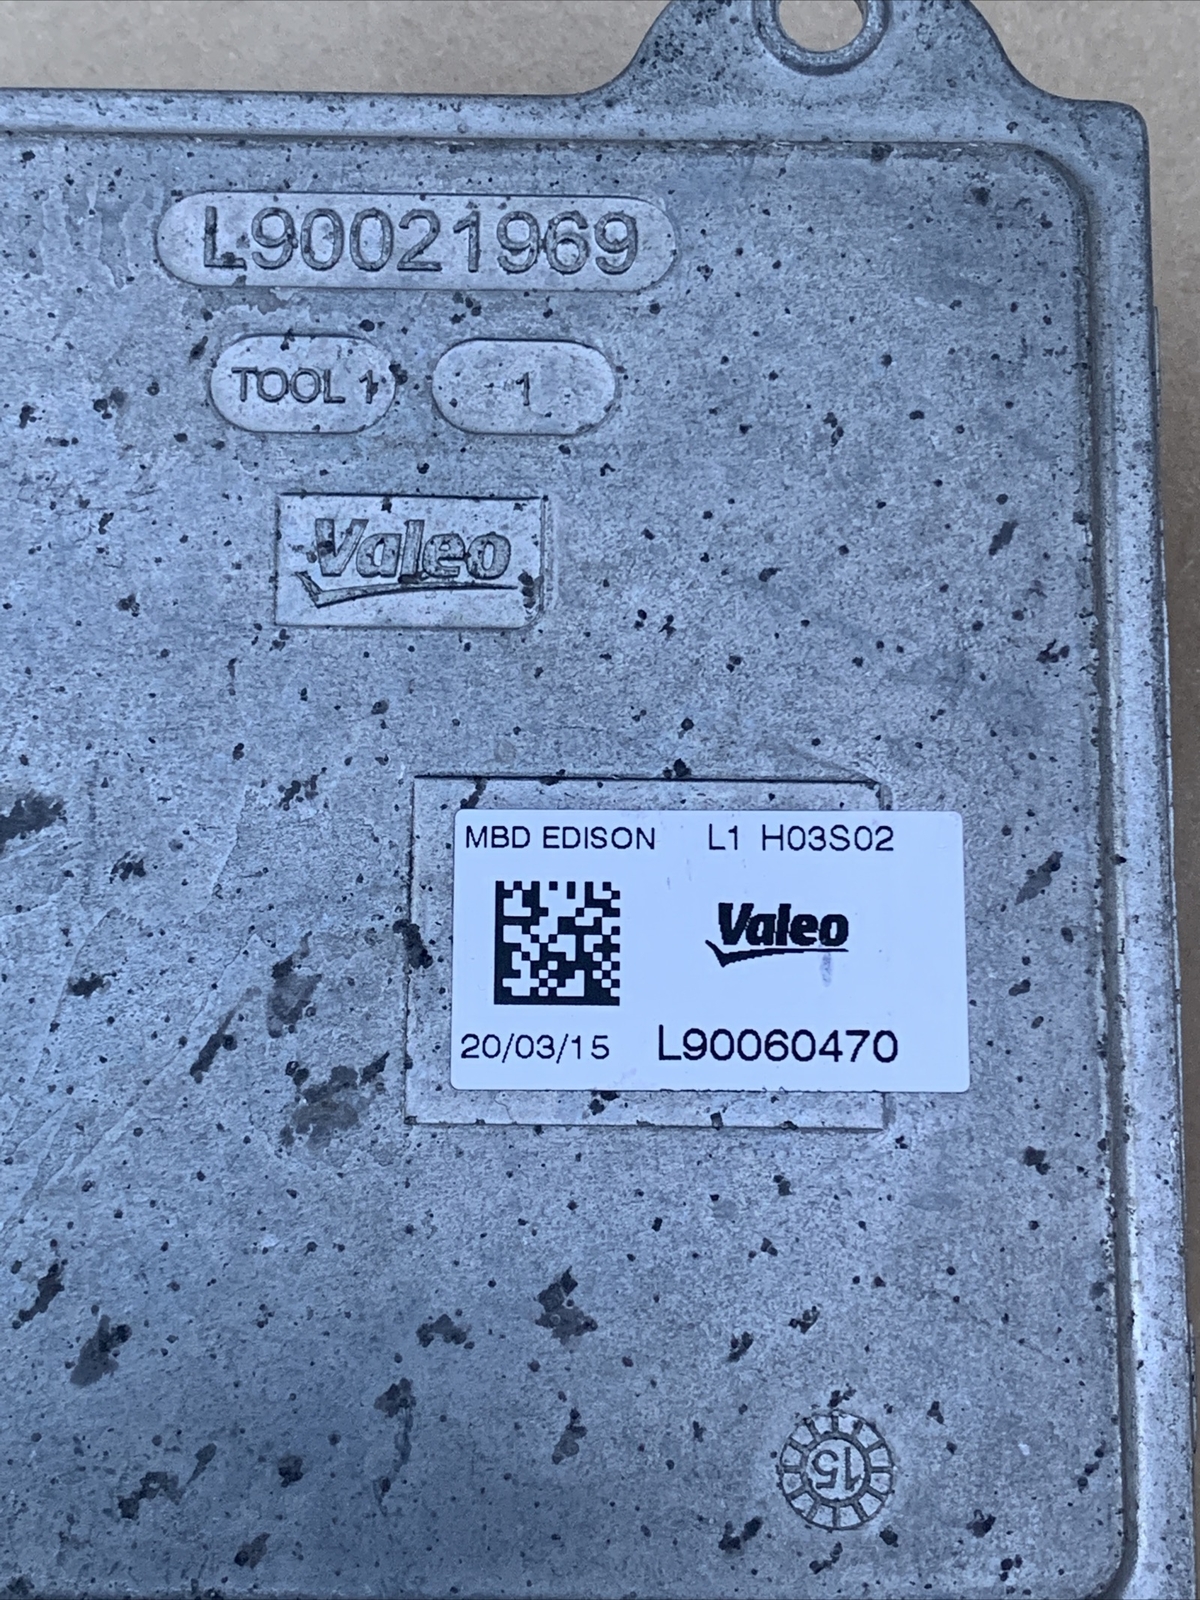 L90021969
TOOL 1 1
Valeo
MBD EDISON L1 H03S02
Valeo
20/03/15 L90060470
15